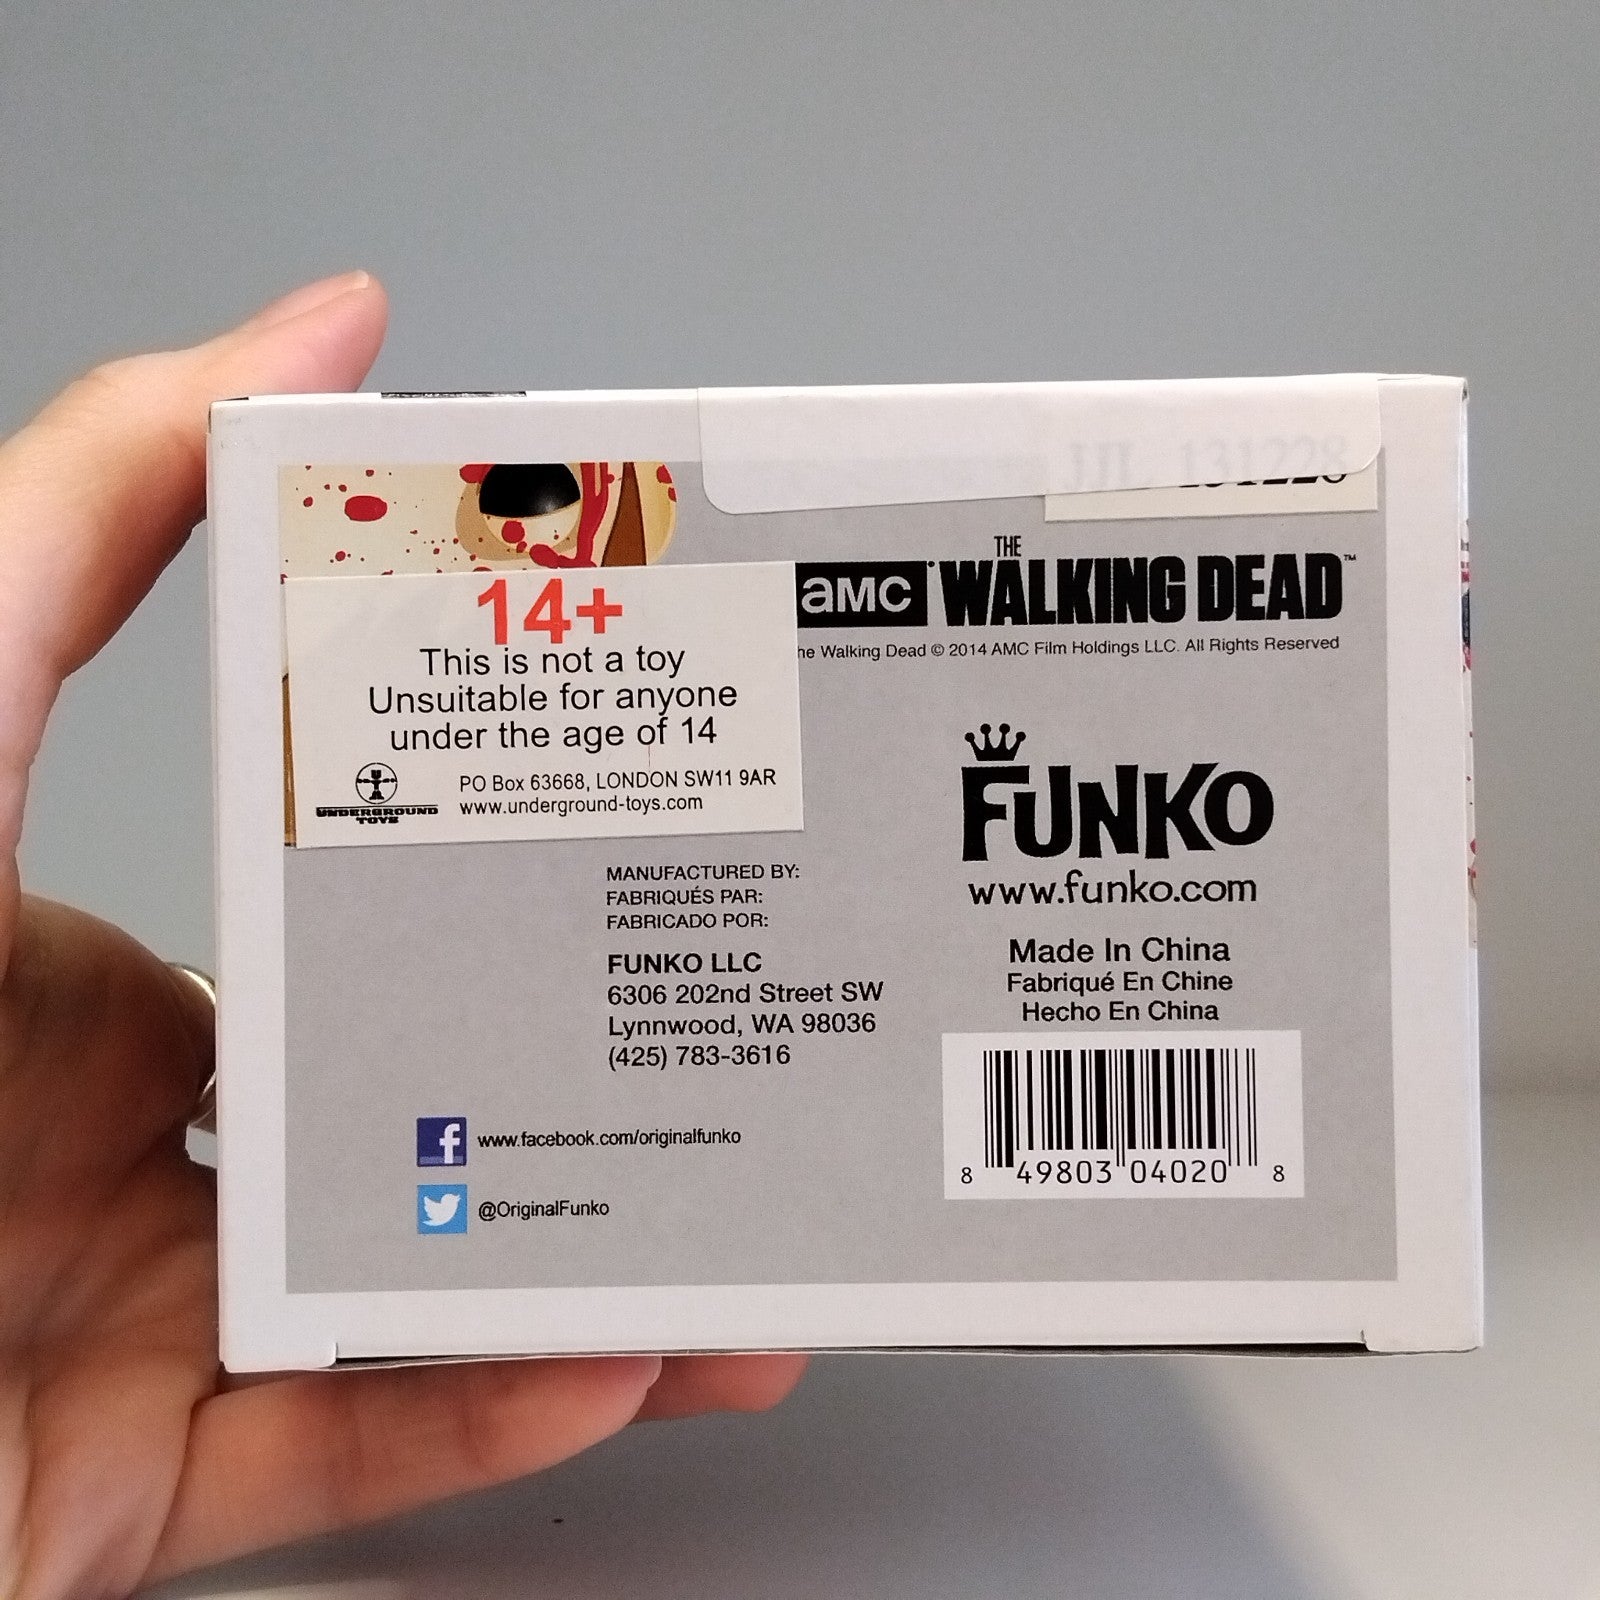 JJL 131228
THE
AMC WALKING DEAD™
he Walking Dead © 2014 AMC Film Holdings LLC. All Rights Reserved
14+
This is not a toy
Unsuitable for anyone
under the age of 14
UNDERGROUND
TOYS
PO Box 63668, LONDON SW11 9AR
www.underground-toys.com
FUNKO
www.funko.com
MANUFACTURED BY:
FABRIQUÉS PAR:
FABRICADO POR:
FUNKO LLC
6306 202nd Street SW
Lynnwood, WA 98036
(425) 783-3616
Made In China
Fabriqué En Chine
Hecho En China
8 49803 04020 8
f www.facebook.com/originalfunko
@OriginalFunko